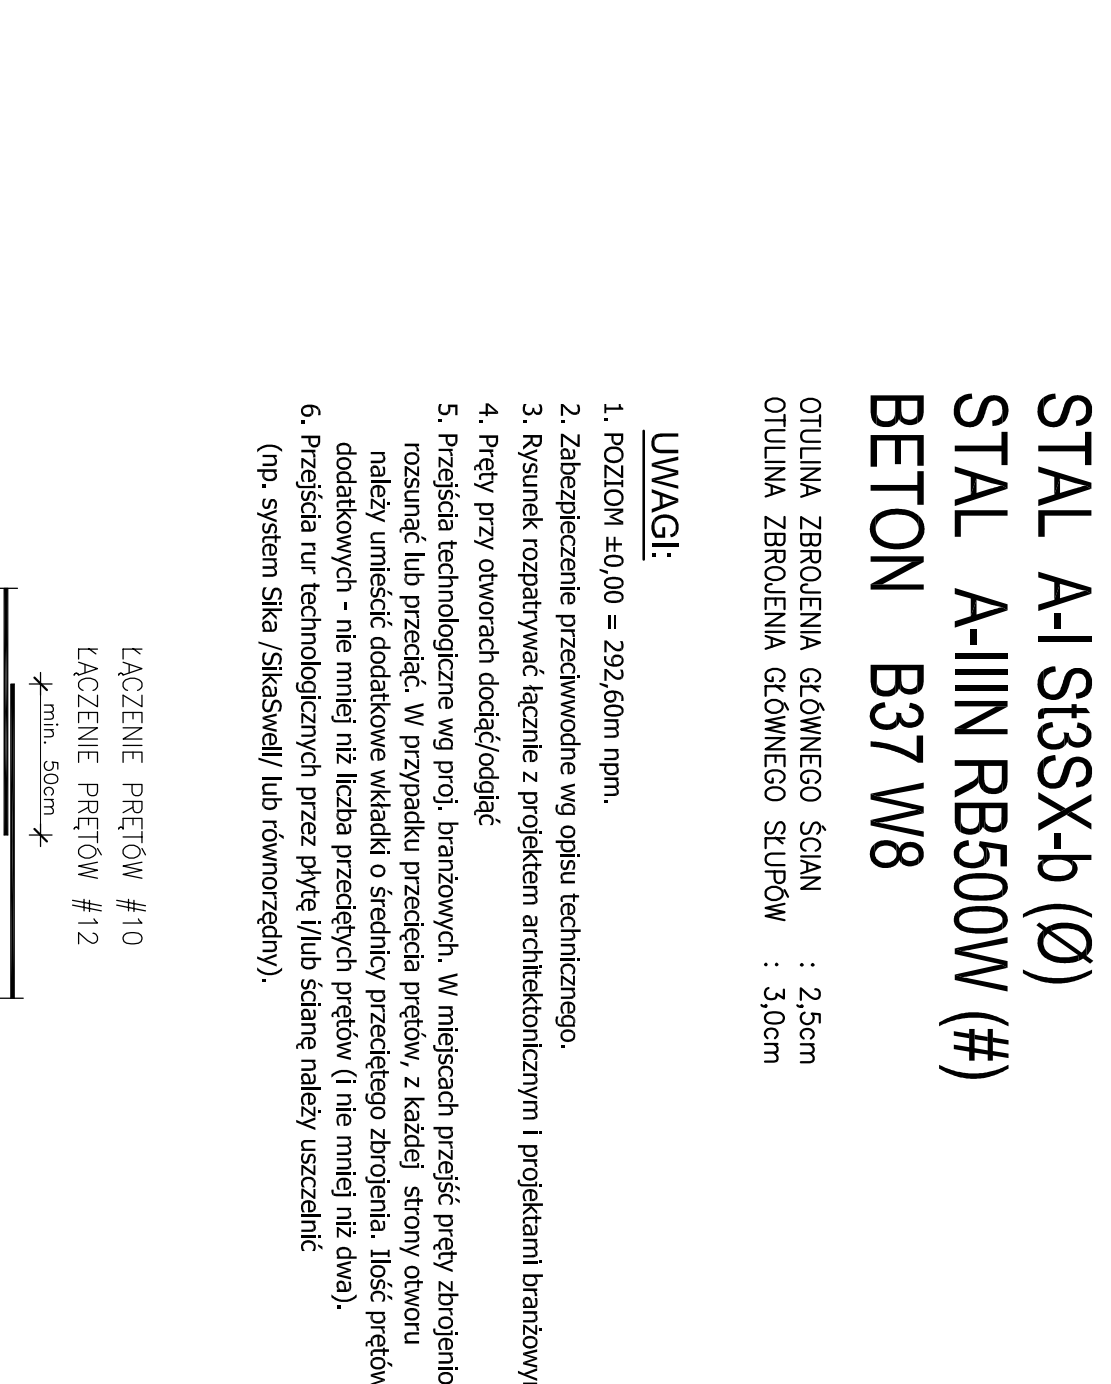 STAL A-I St3SX-b (Ø)
STAL A-IIIN RB500W (#)
BETON B37 W8
OTULINA ZBROJENIA GŁÓWNEGO ŚCIAN : 2,5cm
OTULINA ZBROJENIA GŁÓWNEGO SŁUPÓW : 3,0cm
UWAGI:
1. POZIOM ±0,00 = 292,60m npm.
2. Zabezpieczenie przeciwwodne wg opisu technicznego.
3. Rysunek rozpatrywać łącznie z projektem architektonicznym i projektami
4. Pręty przy otworach dociąć/odgiąć
5. Przejścia technologiczne wg proj. branżowych. W miejscach przejść pręty
rozsunąć lub przeciąć. W przypadku przecięcia prętów, z każdej strony otworu
należy umieścić dodatkowe wkładki o średnicy przeciętego zbrojenia. Ilość prętów
dodatkowych - nie mniej niż liczba przeciętych prętów (i nie mniej niż dwa).
6. Przejścia rur technologicznych przez płytę i/lub ścianę należy uszczelnić
(np. system Sika /SikaSwell/ lub równorzędny).
ŁĄCZENIE PRĘTÓW #10
ŁĄCZENIE PRĘTÓW #12
min. 50cm